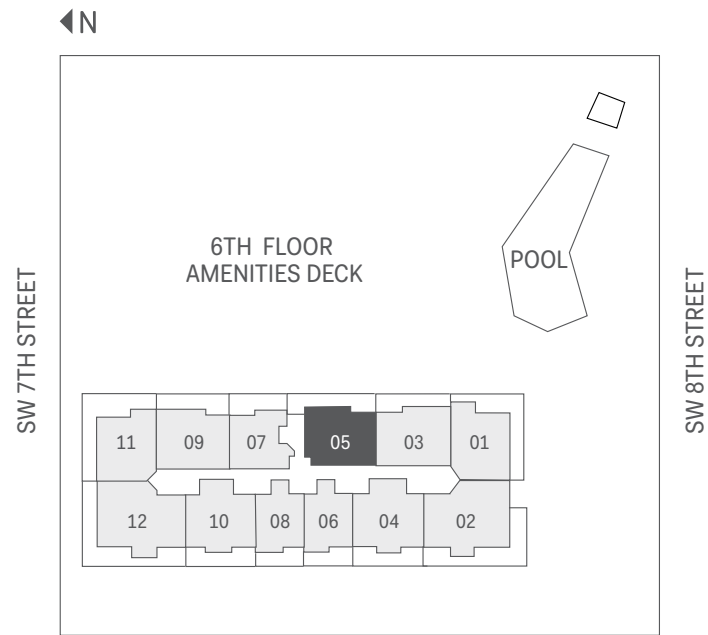 N
6TH FLOOR
AMENITIES DECK
POOL
SW 7TH STREET
SW 8TH STREET
11 09 07 05 03 01
12 10 08 06 04 02